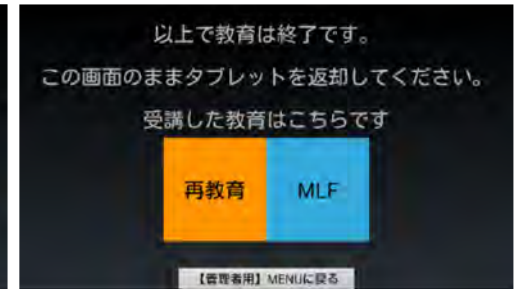 以上で教育は終了です。
この画面のままタブレットを返却してください。
受講した教育はこちらです
再教育 MLF
【管理者用】MENUに戻る